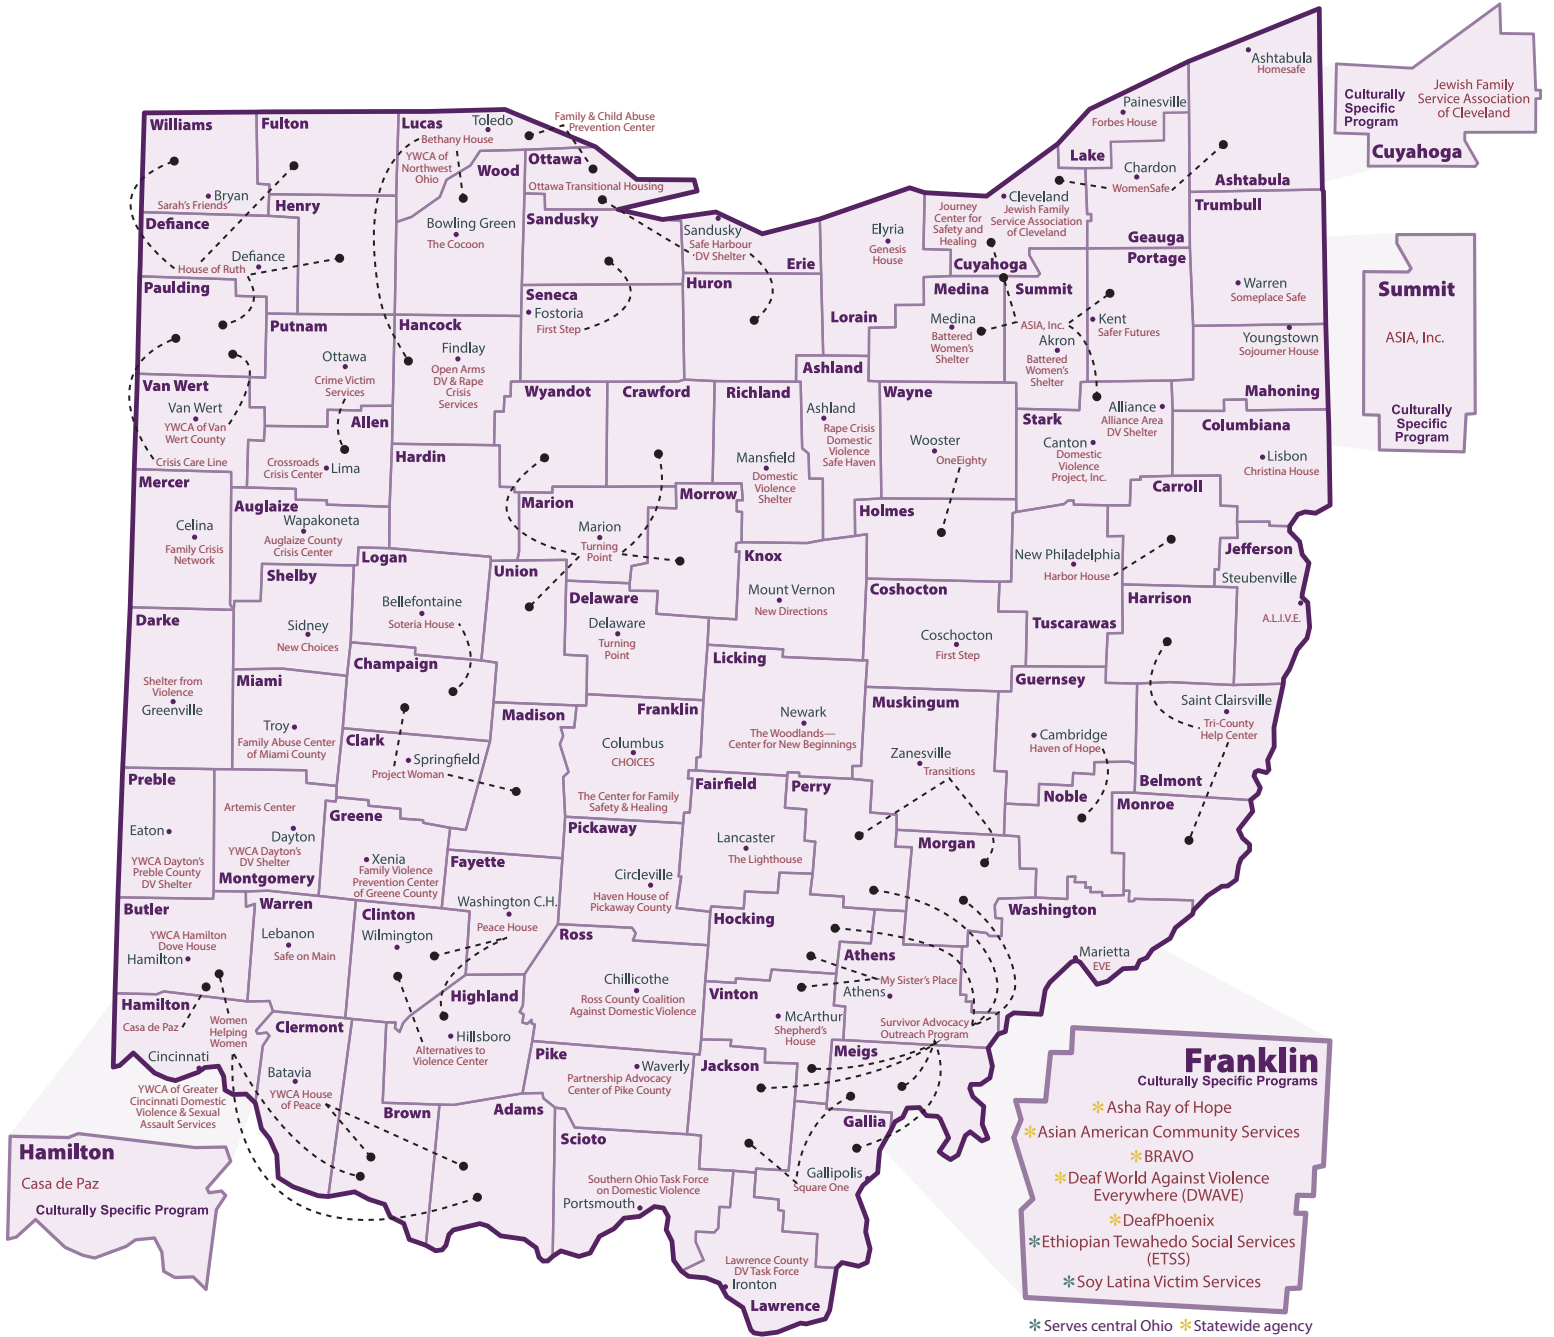 Williams
Bryan
Sarah's Friends
Fulton
Lucas
Toledo
Bethany House
YWCA of
Northwest
Ohio
Family & Child Abuse
Prevention Center
Wood
Bowling Green
The Cocoon
Ottawa
Ottawa Transitional Housing
Sandusky
Sandusky
Safe Harbour
DV Shelter
Erie
Defiance
Defiance
House of Ruth
Henry
Paulding
Putnam
Ottawa
Crime Victim
Services
Hancock
Findlay
Open Arms
DV & Rape
Crisis
Services
Seneca
Fostoria
First Step
Huron
Lorain
Elyria
Genesis
House
Journey
Center for
Safety and
Healing
Cleveland
Jewish Family
Service Association
of Cleveland
Cuyahoga
Lake
Painesville
Forbes House
Chardon
WomenSafe
Geauga
Ashtabula
Homesafe
Ashtabula
Trumbull
Warren
Someplace Safe
Portage
Kent
Safer Futures
Medina
Medina
Battered
Women's
Shelter
Summit
ASIA, Inc.
Akron
Battered
Women's
Shelter
Youngstown
Sojourner House
Mahoning
Culturally
Specific
Program
Jewish Family
Service Association
of Cleveland
Cuyahoga
Summit
ASIA, Inc.
Culturally
Specific
Program
Van Wert
Van Wert
YWCA of Van
Wert County
Crisis Care Line
Allen
Crossroads
Crisis Center
Lima
Hardin
Wyandot
Crawford
Richland
Mansfield
Domestic
Violence
Shelter
Ashland
Ashland
Rape Crisis
Domestic
Violence
Safe Haven
Wayne
Wooster
OneEighty
Stark
Alliance
Alliance Area
DV Shelter
Canton
Domestic
Violence
Project, Inc.
Columbiana
Lisbon
Christina House
Mercer
Celina
Family Crisis
Network
Auglaize
Wapakoneta
Auglaize County
Crisis Center
Marion
Marion
Turning
Point
Morrow
Holmes
Carroll
New Philadelphia
Harbor House
Tuscarawas
Jefferson
Steubenville
A.L.I.V.E.
Logan
Bellefontaine
Soteria House
Shelby
Sidney
New Choices
Union
Delaware
Delaware
Turning
Point
Knox
Mount Vernon
New Directions
Coshocton
Coschocton
First Step
Harrison
Darke
Shelter from
Violence
Greenville
Miami
Troy
Family Abuse Center
of Miami County
Champaign
Clark
Springfield
Project Woman
Madison
Franklin
Columbus
CHOICES
The Center for Family
Safety & Healing
Licking
Newark
The Woodlands—
Center for New Beginnings
Muskingum
Zanesville
Transitions
Guernsey
Cambridge
Haven of Hope
Saint Clairsville
Tri-County
Help Center
Belmont
Preble
Eaton
YWCA Dayton's
Preble County
DV Shelter
Artemis Center
Dayton
YWCA Dayton's
DV Shelter
Montgomery
Greene
Xenia
Family Violence
Prevention Center
of Greene County
Fayette
Washington C.H.
Peace House
Pickaway
Circleville
Haven House of
Pickaway County
Fairfield
Lancaster
The Lighthouse
Perry
Morgan
Noble
Monroe
Washington
Marietta
EVE
Butler
YWCA Hamilton
Dove House
Hamilton
Warren
Lebanon
Safe on Main
Clinton
Wilmington
Ross
Chillicothe
Ross County Coalition
Against Domestic Violence
Hocking
Athens
My Sister's Place
Athens
Survivor Advocacy
Outreach Program
Vinton
McArthur
Shepherd's
House
Hamilton
Casa de Paz
Women
Helping
Women
Cincinnati
YWCA of Greater
Cincinnati Domestic
Violence & Sexual
Assault Services
Clermont
Batavia
YWCA House
of Peace
Highland
Hillsboro
Alternatives to
Violence Center
Pike
Waverly
Partnership Advocacy
Center of Pike County
Jackson
Meigs
Gallia
Gallipolis
Square One
Brown
Adams
Scioto
Southern Ohio Task Force
on Domestic Violence
Portsmouth
Lawrence County
DV Task Force
Ironton
Lawrence
Hamilton
Casa de Paz
Culturally Specific Program
Franklin
Culturally Specific Programs
*Asha Ray of Hope
*Asian American Community Services
*BRAVO
*Deaf World Against Violence
Everywhere (DWAVE)
*DeafPhoenix
*Ethiopian Tewahedo Social Services
(ETSS)
*Soy Latina Victim Services
*Serves central Ohio *Statewide agency